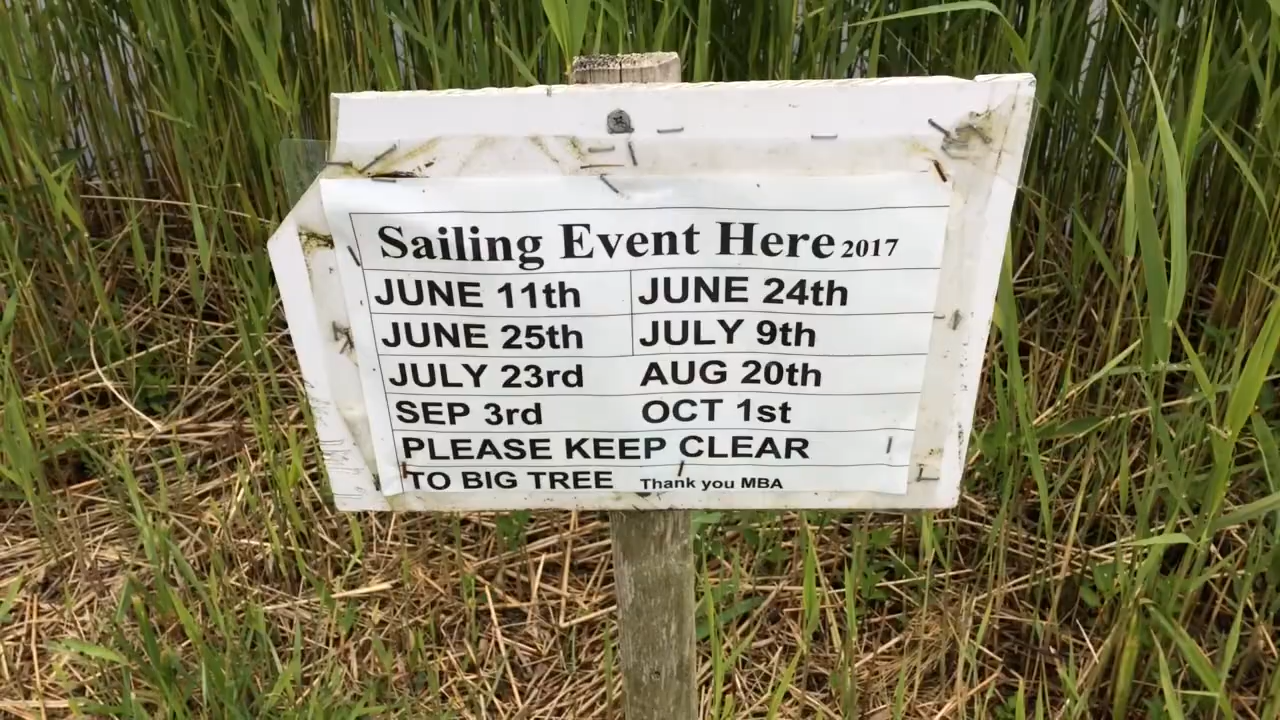 Sailing Event Here 2017
JUNE 11th JUNE 24th
JUNE 25th JULY 9th
JULY 23rd AUG 20th
SEP 3rd OCT 1st
PLEASE KEEP CLEAR
TO BIG TREE Thank you MBA